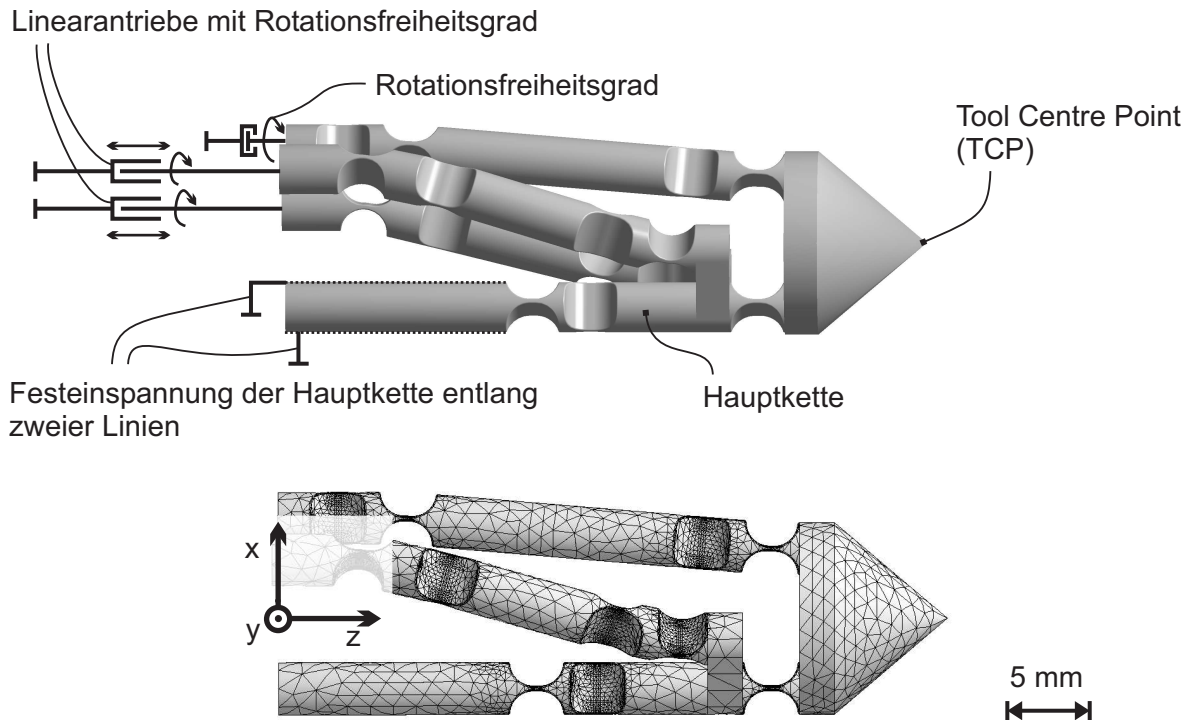 Linearantriebe mit Rotationsfreiheitsgrad
Rotationsfreiheitsgrad
Tool Centre Point
(TCP)
Festeinspannung der Hauptkette entlang
zweier Linien
Hauptkette
x
y
z
5 mm